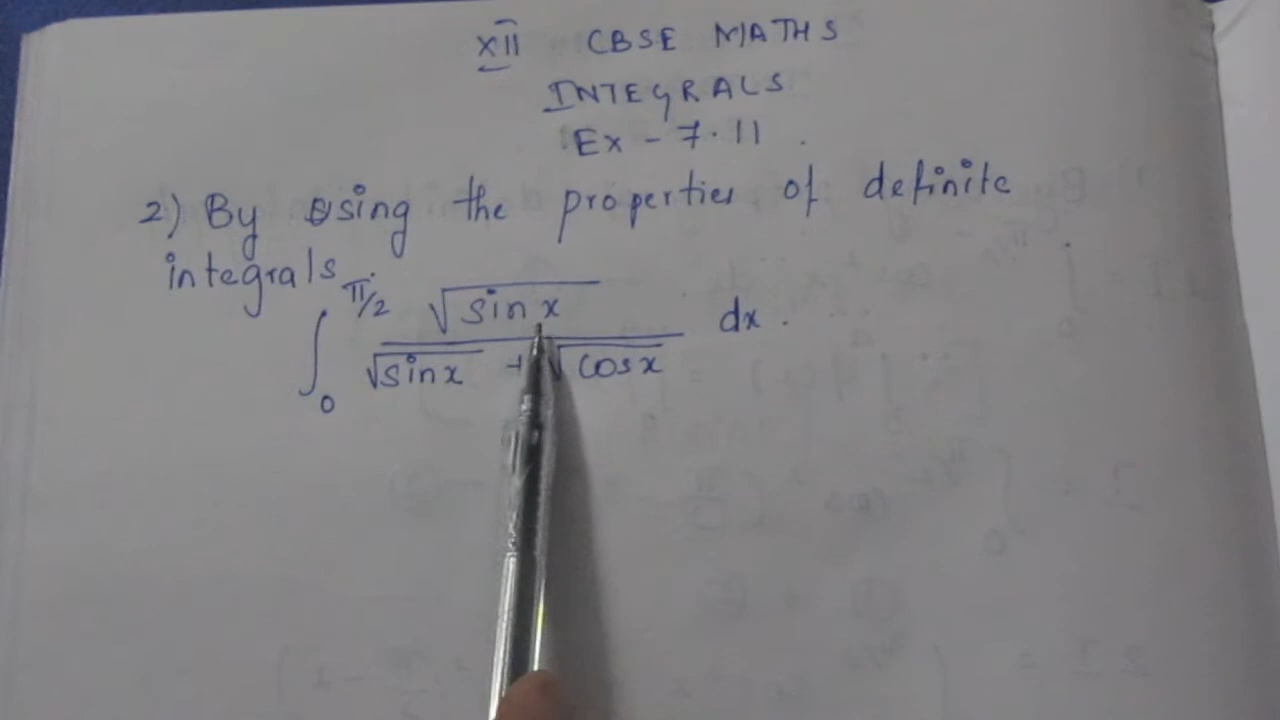 XII CBSE MATHS
INTEGRALS
Ex - 7.11 .
2) By using the properties of definite
integrals
∫₀^{π/2} √(sin x) / (√(sin x) + √(cos x)) dx .